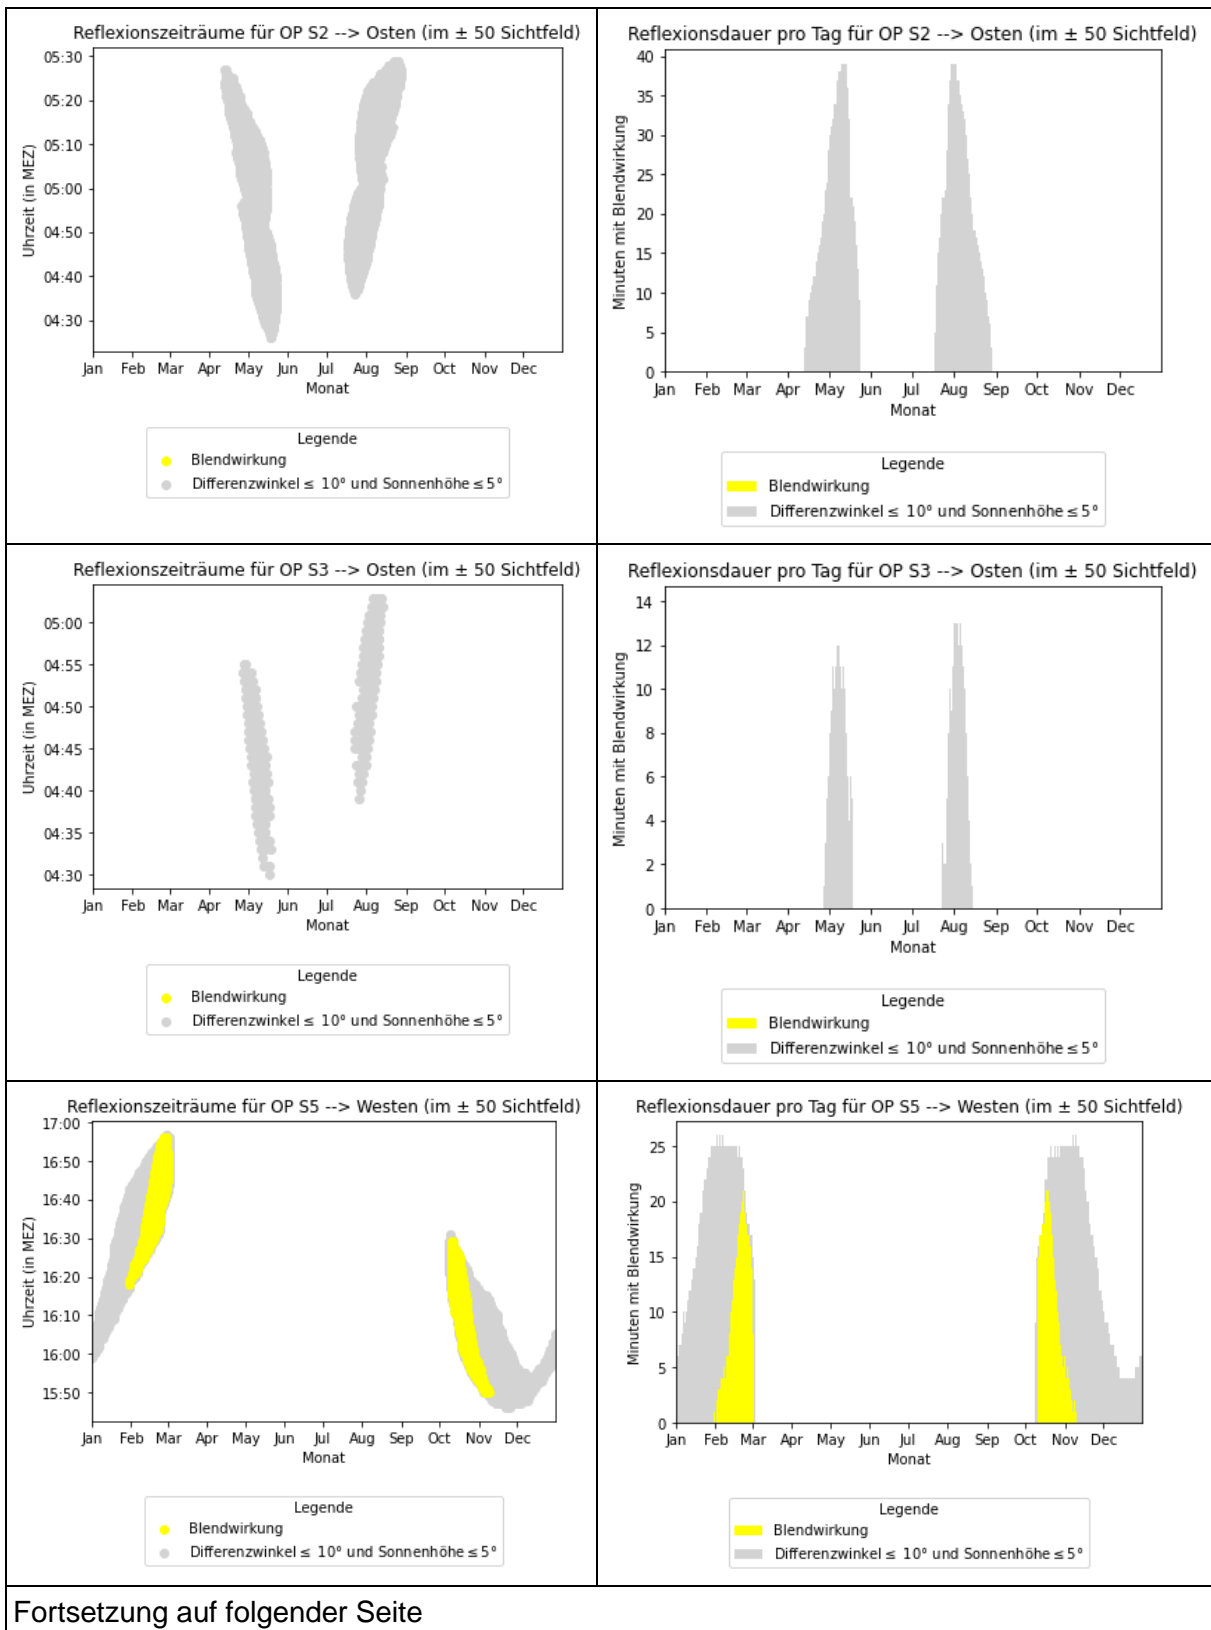 Reflexionszeiträume für OP S2 --> Osten (im ± 50 Sichtfeld)
05:30
05:20
05:10
05:00
04:50
04:40
04:30
Uhrzeit (in MEZ)
Jan Feb Mar Apr May Jun Jul Aug Sep Oct Nov Dec
Monat
Legende
Blendwirkung
Differenzwinkel ≤ 10° und Sonnenhöhe ≤ 5°
Reflexionsdauer pro Tag für OP S2 --> Osten (im ± 50 Sichtfeld)
40
35
30
25
20
15
10
5
0
Minuten mit Blendwirkung
Jan Feb Mar Apr May Jun Jul Aug Sep Oct Nov Dec
Monat
Legende
Blendwirkung
Differenzwinkel ≤ 10° und Sonnenhöhe ≤ 5°
Reflexionszeiträume für OP S3 --> Osten (im ± 50 Sichtfeld)
05:00
04:55
04:50
04:45
04:40
04:35
04:30
Uhrzeit (in MEZ)
Jan Feb Mar Apr May Jun Jul Aug Sep Oct Nov Dec
Monat
Legende
Blendwirkung
Differenzwinkel ≤ 10° und Sonnenhöhe ≤ 5°
Reflexionsdauer pro Tag für OP S3 --> Osten (im ± 50 Sichtfeld)
14
12
10
8
6
4
2
0
Minuten mit Blendwirkung
Jan Feb Mar Apr May Jun Jul Aug Sep Oct Nov Dec
Monat
Legende
Blendwirkung
Differenzwinkel ≤ 10° und Sonnenhöhe ≤ 5°
Reflexionszeiträume für OP S5 --> Westen (im ± 50 Sichtfeld)
17:00
16:50
16:40
16:30
16:20
16:10
16:00
15:50
Uhrzeit (in MEZ)
Jan Feb Mar Apr May Jun Jul Aug Sep Oct Nov Dec
Monat
Legende
Blendwirkung
Differenzwinkel ≤ 10° und Sonnenhöhe ≤ 5°
Reflexionsdauer pro Tag für OP S5 --> Westen (im ± 50 Sichtfeld)
25
20
15
10
5
0
Minuten mit Blendwirkung
Jan Feb Mar Apr May Jun Jul Aug Sep Oct Nov Dec
Monat
Legende
Blendwirkung
Differenzwinkel ≤ 10° und Sonnenhöhe ≤ 5°
Fortsetzung auf folgender Seite